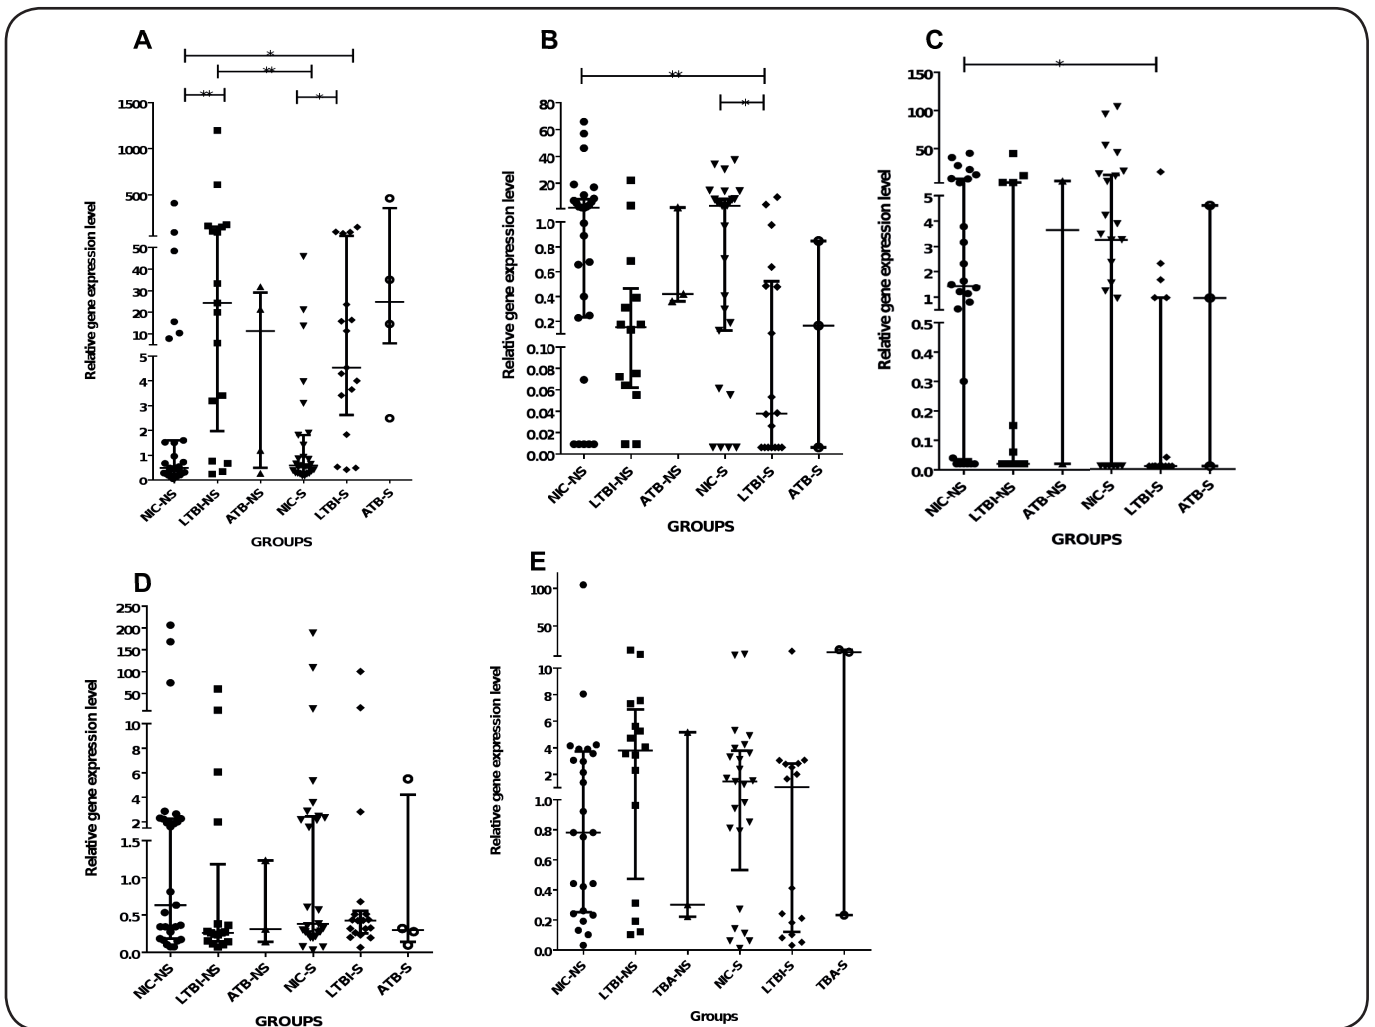 A
*
**
**
*
1500
1000
500
50
40
30
20
10
5
4
3
2
1
0
Relative gene expression level
NIC-NS
LTBI-NS
ATB-NS
NIC-S
LTBI-S
ATB-S
GROUPS
B
**
*
80
60
40
20
1.0
0.8
0.6
0.4
0.2
0.10
0.08
0.06
0.04
0.02
0.00
Relative gene expression level
NIC-NS
LTBI-NS
ATB-NS
NIC-S
LTBI-S
ATB-S
GROUPS
C
*
150
100
50
5
4
3
2
1
0.5
0.4
0.3
0.2
0.1
0.0
Relative gene expression level
NIC-NS
LTBI-NS
ATB-NS
NIC-S
LTBI-S
ATB-S
GROUPS
D
250
200
150
100
50
10
8
6
4
2
1.5
1.0
0.5
0.0
Relative gene expression level
NIC-NS
LTBI-NS
ATB-NS
NIC-S
LTBI-S
ATB-S
GROUPS
E
100
50
10
8
6
4
2
1.0
0.8
0.6
0.4
0.2
0.0
Relative gene expression level
NIC-NS
LTBI-NS
TBA-NS
NIC-S
LTBI-S
TBA-S
Groups